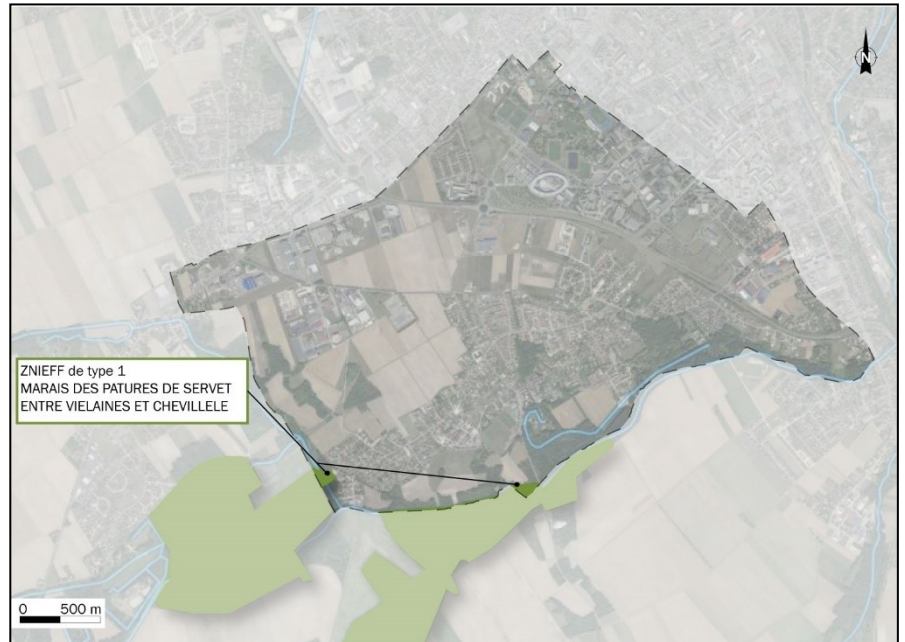 N
ZNIEFF de type 1
MARAIS DES PATURES DE SERVET
ENTRE VIELAINES ET CHEVILLELE
0 500 m